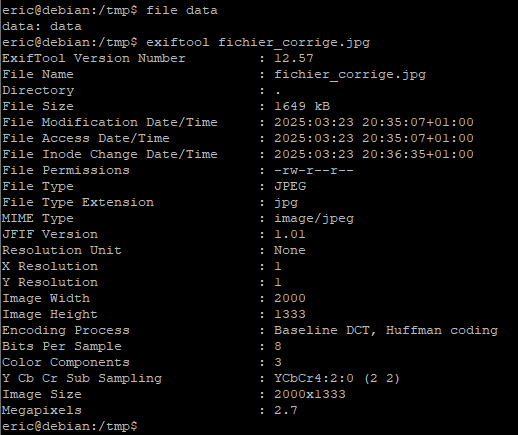 eric@debian:/tmp$ file data
data: data
eric@debian:/tmp$ exiftool fichier_corrige.jpg
ExifTool Version Number         : 12.57
File Name                       : fichier_corrige.jpg
Directory                       : .
File Size                       : 1649 kB
File Modification Date/Time     : 2025:03:23 20:35:07+01:00
File Access Date/Time           : 2025:03:23 20:35:07+01:00
File Inode Change Date/Time     : 2025:03:23 20:36:35+01:00
File Permissions                : -rw-r--r--
File Type                       : JPEG
File Type Extension             : jpg
MIME Type                       : image/jpeg
JFIF Version                    : 1.01
Resolution Unit                 : None
X Resolution                    : 1
Y Resolution                    : 1
Image Width                     : 2000
Image Height                    : 1333
Encoding Process                : Baseline DCT, Huffman coding
Bits Per Sample                 : 8
Color Components                : 3
Y Cb Cr Sub Sampling            : YCbCr4:2:0 (2 2)
Image Size                      : 2000x1333
Megapixels                      : 2.7
eric@debian:/tmp$